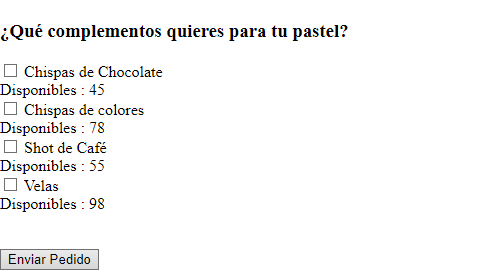 ¿Qué complementos quieres para tu pastel?
Chispas de Chocolate
Disponibles : 45
Chispas de colores
Disponibles : 78
Shot de Café
Disponibles : 55
Velas
Disponibles : 98
Enviar Pedido